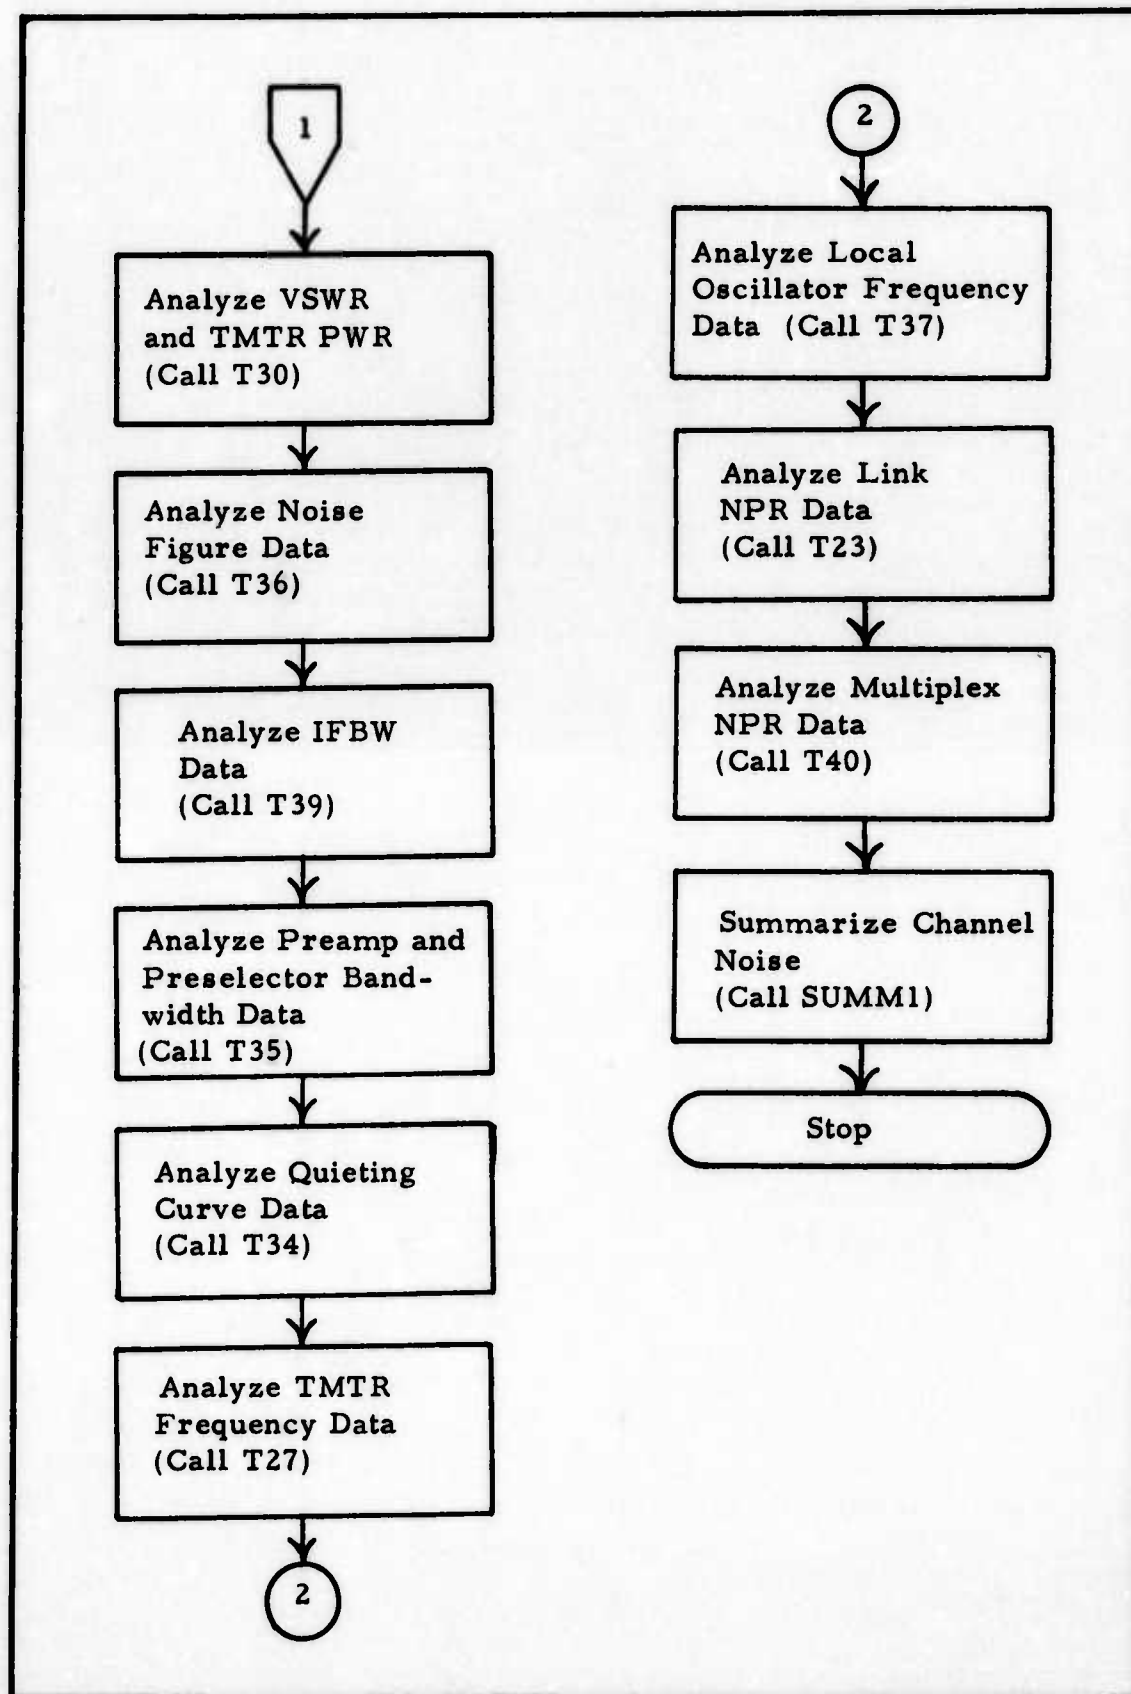 1
Analyze VSWR
and TMTR PWR
(Call T30)
Analyze Noise
Figure Data
(Call T36)
Analyze IFBW
Data
(Call T39)
Analyze Preamp and
Preselector Band-
width Data
(Call T35)
Analyze Quieting
Curve Data
(Call T34)
Analyze TMTR
Frequency Data
(Call T27)
2
2
Analyze Local
Oscillator Frequency
Data (Call T37)
Analyze Link
NPR Data
(Call T23)
Analyze Multiplex
NPR Data
(Call T40)
Summarize Channel
Noise
(Call SUMM1)
Stop